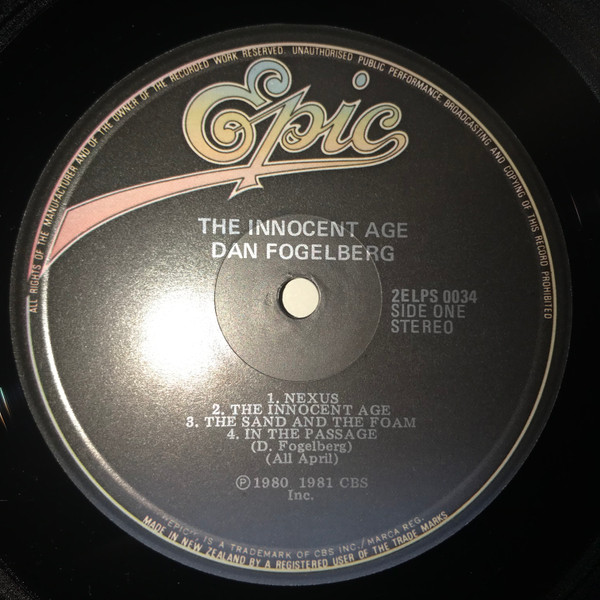 ALL RIGHTS OF THE MANUFACTURER AND OF THE OWNER OF THE RECORDED WORK RESERVED. UNAUTHORISED PUBLIC PERFORMANCE BROADCASTING AND COPYING OF THIS RECORD PROHIBITED
Epic
THE INNOCENT AGE
DAN FOGELBERG
2ELPS 0034
SIDE ONE
STEREO
1. NEXUS
2. THE INNOCENT AGE
3. THE SAND AND THE FOAM
4. IN THE PASSAGE
(D. Fogelberg)
(All April)
Ⓟ 1980 1981 CBS
Inc.
"EPIC" IS A TRADEMARK OF CBS INC./MARCA REG.
MADE IN NEW ZEALAND BY A REGISTERED USER OF THE TRADE MARKS